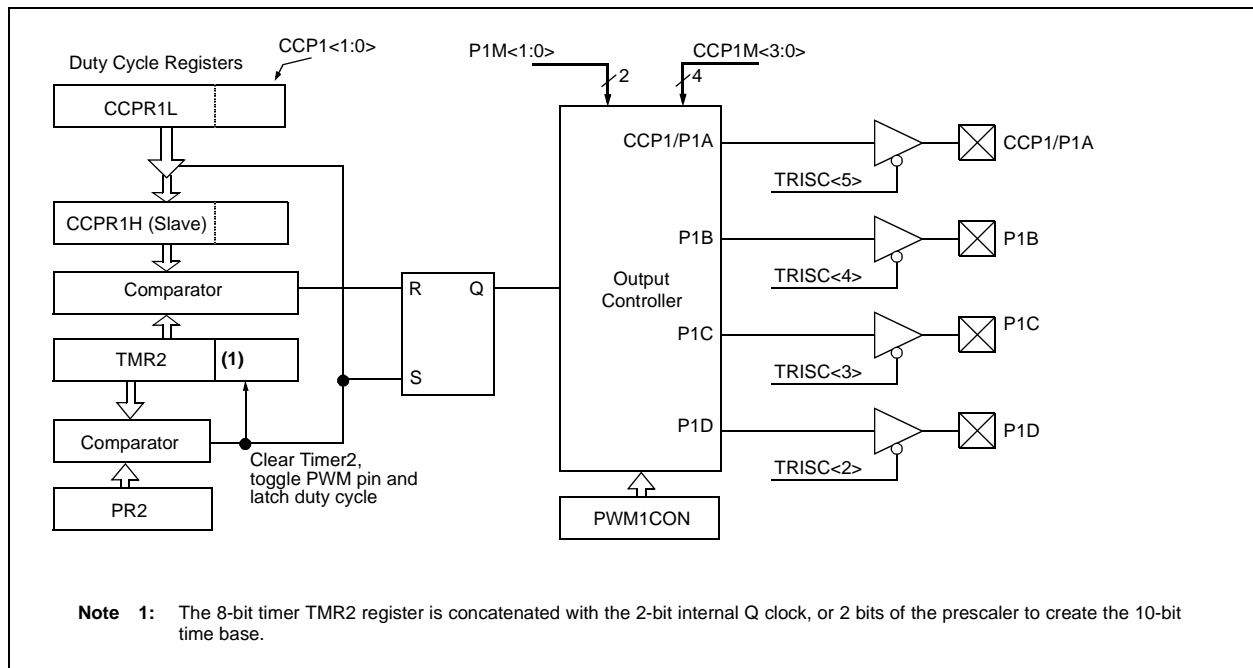 CCP1<1:0>
Duty Cycle Registers
CCPR1L
CCPR1H (Slave)
Comparator
TMR2
(1)
Comparator
PR2
Clear Timer2,
toggle PWM pin and
latch duty cycle
R
Q
S
P1M<1:0>
2
CCP1M<3:0>
4
Output
Controller
CCP1/P1A
P1B
P1C
P1D
PWM1CON
TRISC<5>
CCP1/P1A
TRISC<4>
P1B
TRISC<3>
P1C
TRISC<2>
P1D
Note 1: The 8-bit timer TMR2 register is concatenated with the 2-bit internal Q clock, or 2 bits of the prescaler to create the 10-bit
time base.